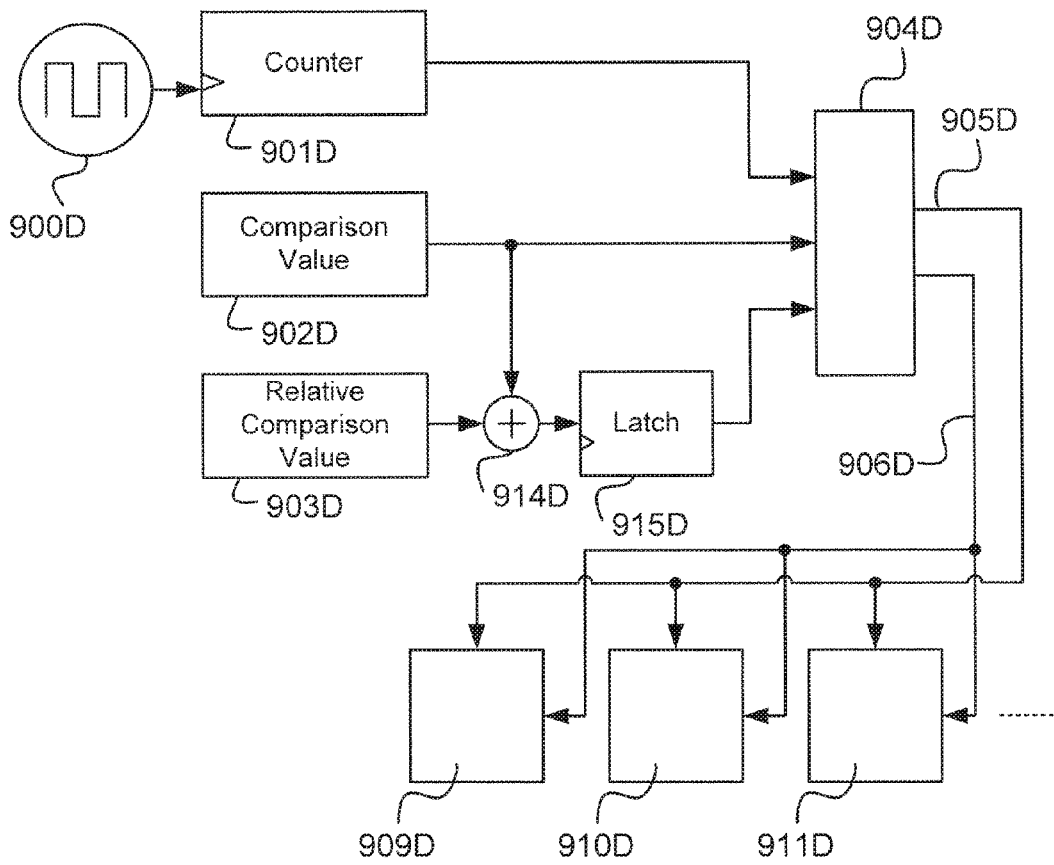 904D
Counter
905D
901D
900D
Comparison
Value
902D
Relative
Comparison
Value
Latch
906D
903D
914D
915D
909D
910D
911D